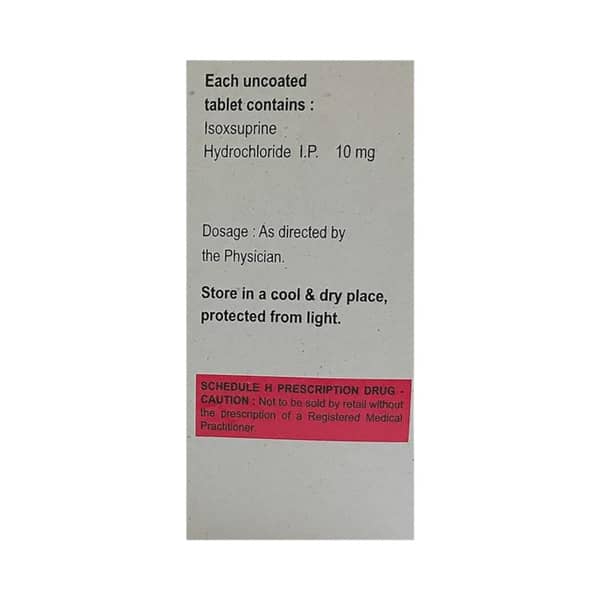 Each uncoated
tablet contains :
Isoxsuprine
Hydrochloride I.P. 10 mg
Dosage : As directed by
the Physician.
Store in a cool & dry place,
protected from light.
SCHEDULE H PRESCRIPTION DRUG -
CAUTION : Not to be sold by retail without
the prescription of a Registered Medical
Practitioner.